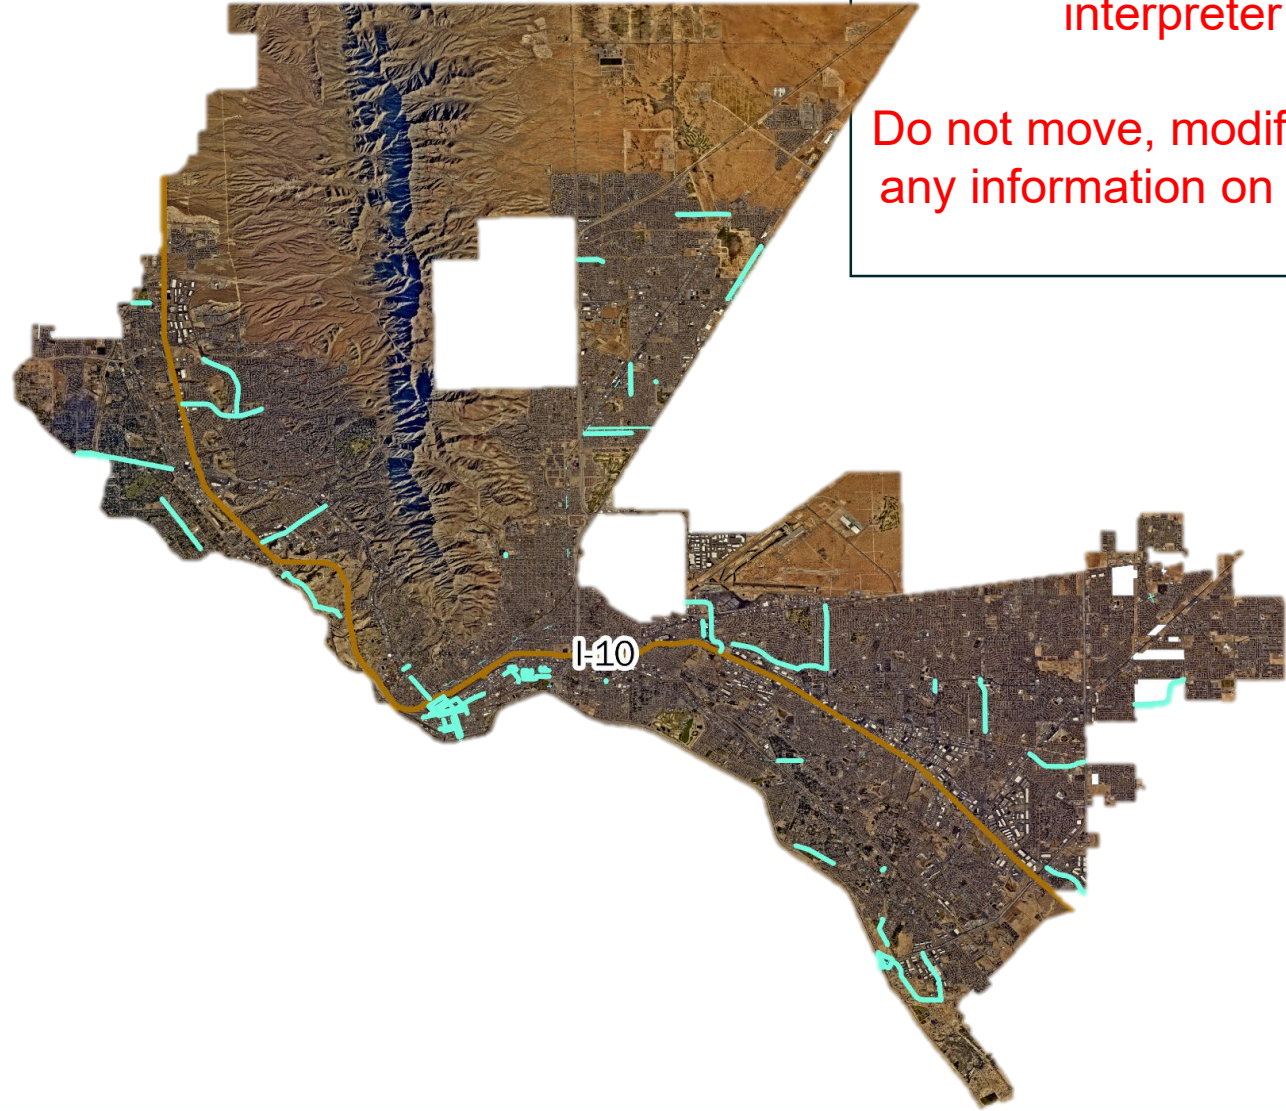 interpreter
Do not move, modif
any information on
I-10